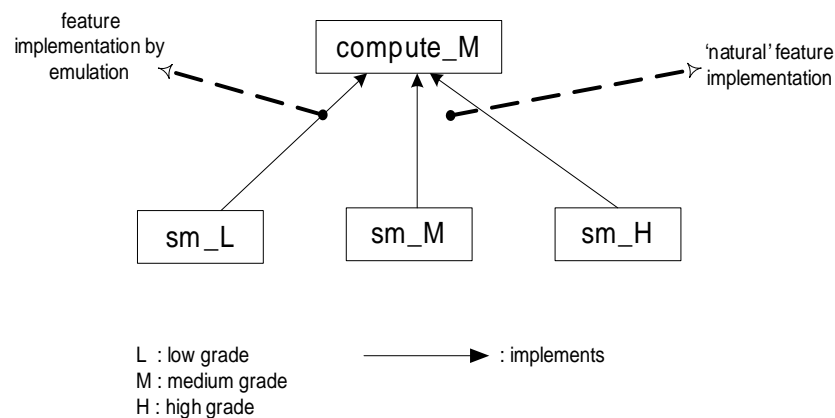 feature
implementation by
emulation
compute_M
‘natural’ feature
implementation
sm_L
sm_M
sm_H
L : low grade
M : medium grade
H : high grade
: implements